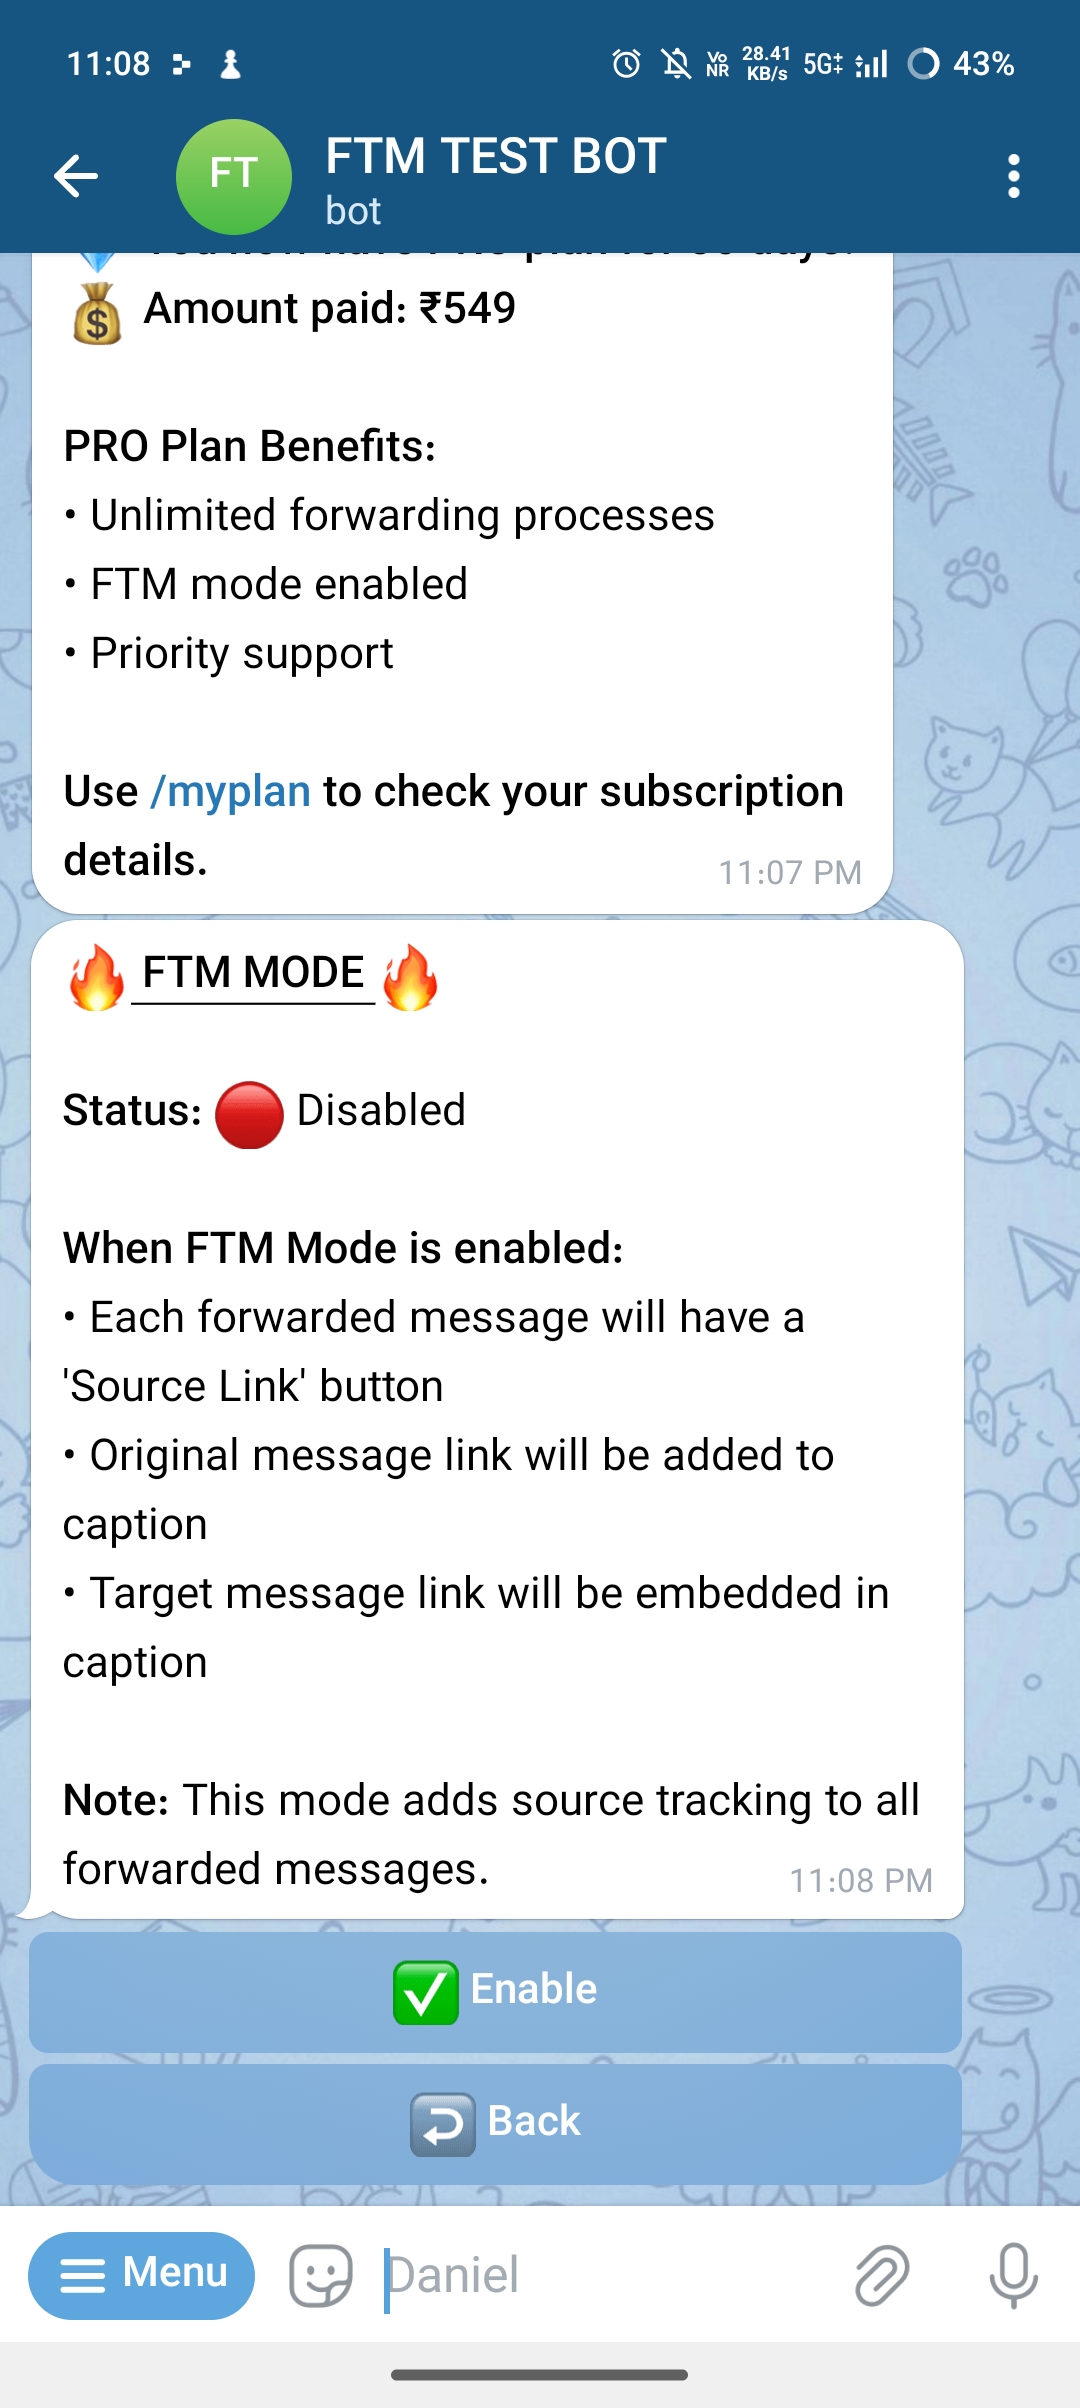 11:08 VoNR 28.41 KB/s 5G 43%
FT
FTM TEST BOT
bot
💰 Amount paid: ₹549
PRO Plan Benefits:
• Unlimited forwarding processes
• FTM mode enabled
• Priority support
Use /myplan to check your subscription
details.
11:07 PM
🔥 FTM MODE 🔥
Status: 🔴 Disabled
When FTM Mode is enabled:
• Each forwarded message will have a
'Source Link' button
• Original message link will be added to
caption
• Target message link will be embedded in
caption
Note: This mode adds source tracking to all
forwarded messages.
11:08 PM
✅ Enable
↩️ Back
Menu
Daniel